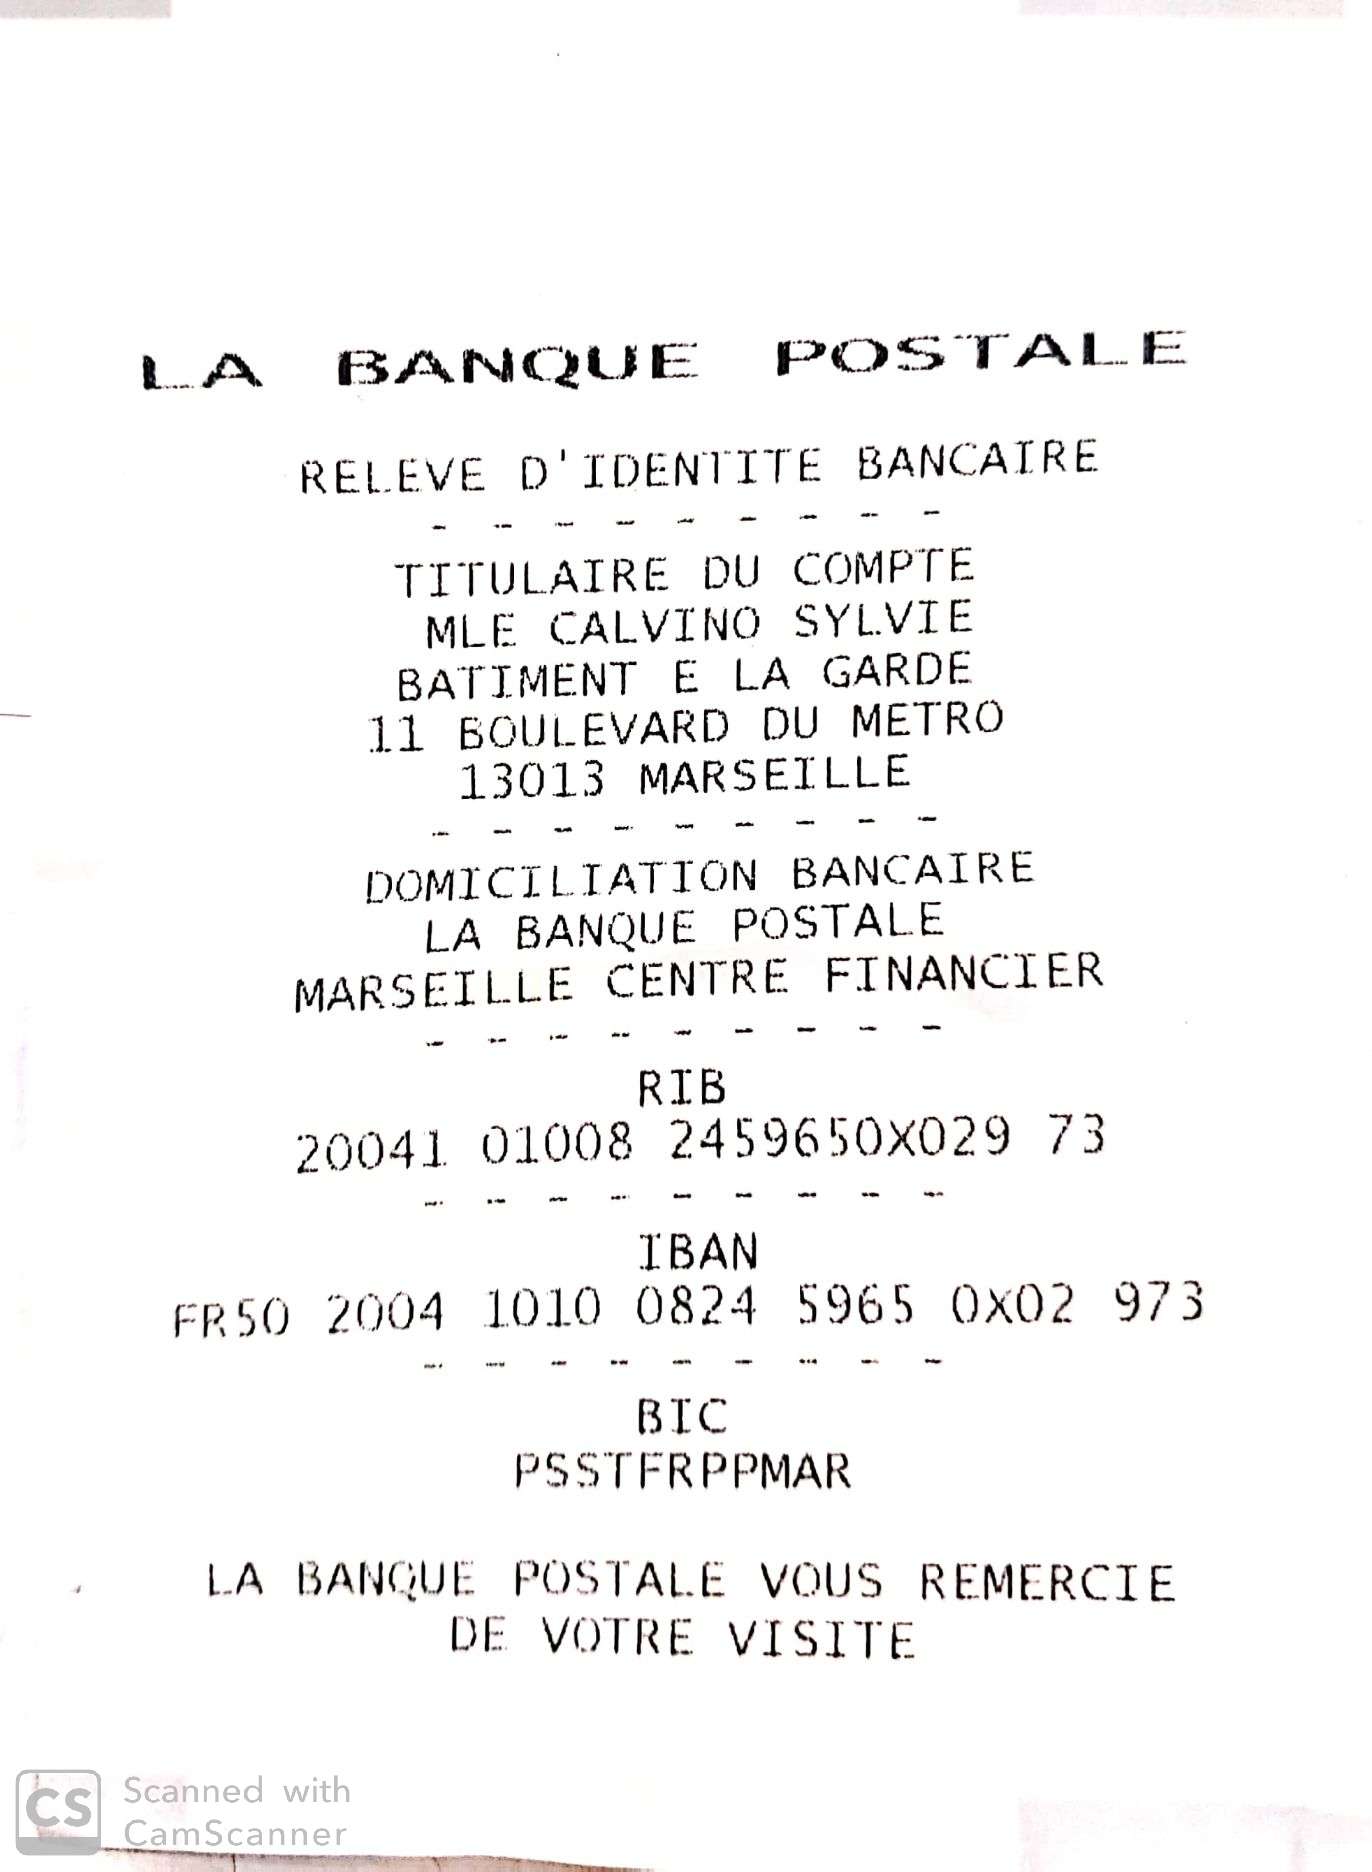 LA BANQUE POSTALE
RELEVE D'IDENTITE BANCAIRE
- - - - - - - - -
TITULAIRE DU COMPTE
MLE CALVINO SYLVIE
BATIMENT E LA GARDE
11 BOULEVARD DU METRO
13013 MARSEILLE
- - - - - - - - -
DOMICILIATION BANCAIRE
LA BANQUE POSTALE
MARSEILLE CENTRE FINANCIER
- - - - - - - - -
RIB
20041 01008 2459650X029 73
- - - - - - - - -
IBAN
FR50 2004 1010 0824 5965 0X02 973
- - - - - - - - -
BIC
PSSTFRPPMAR
LA BANQUE POSTALE VOUS REMERCIE
DE VOTRE VISITE
CS Scanned with
CamScanner